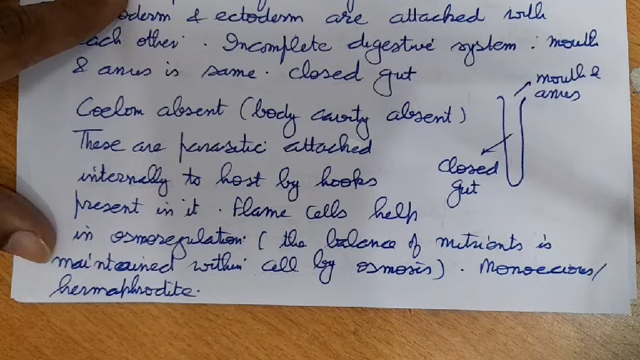 ectoderm are attached with
each other. Incomplete digestive system: mouth
& anus is same. closed gut
mouth &
anus
Coelom absent (body cavity absent)
These are parasitic attached
internally to host by hooks
present in it. Flame cells help
closed
gut
in osmoregulation (the balance of nutrients is
maintained within cell by osmosis). Monoecious/
hermaphrodite.